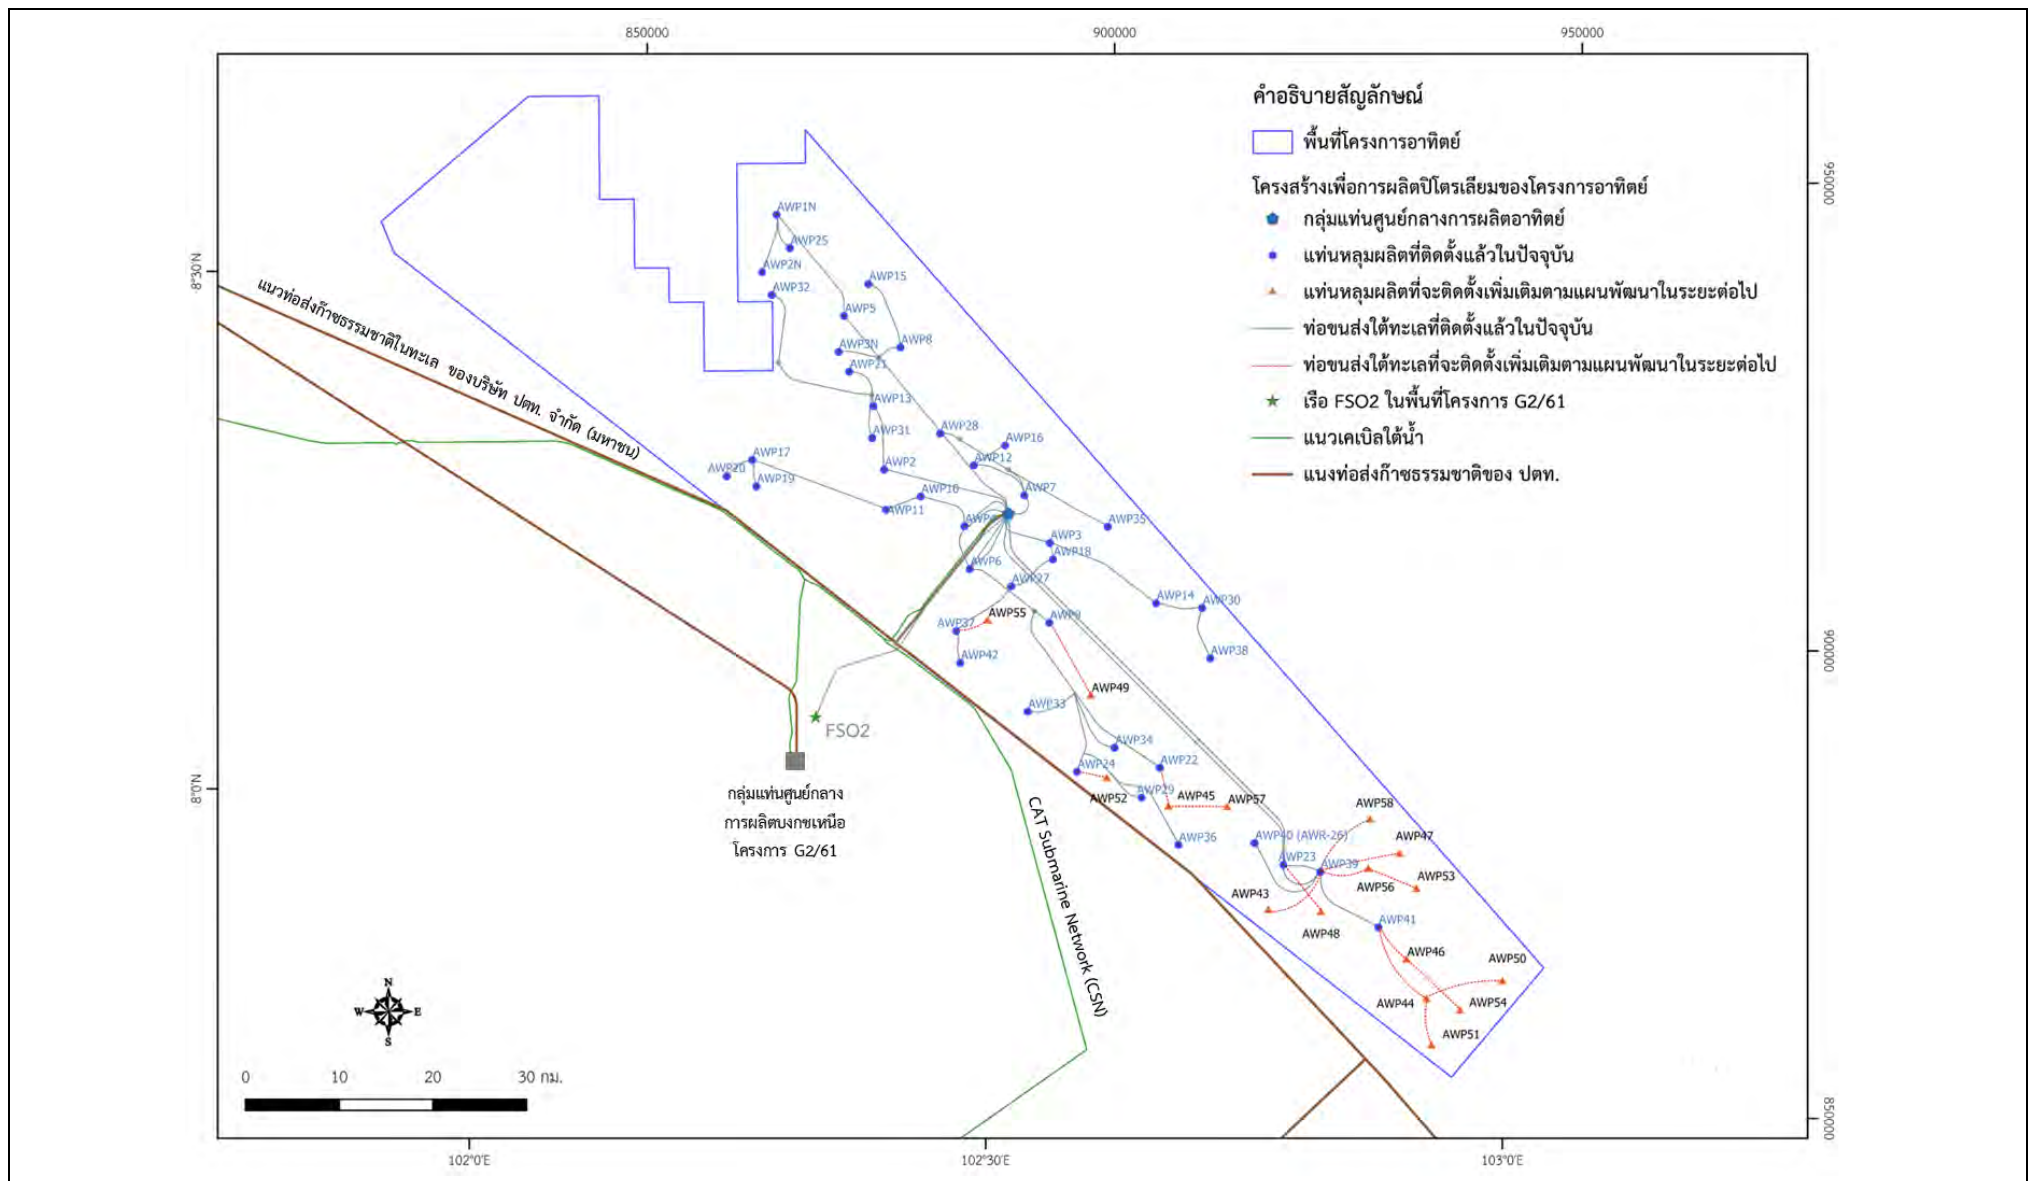 850000
900000
950000
คำอธิบายสัญลักษณ์
พื้นที่โครงการอาทิตย์
โครงสร้างเพื่อการผลิตปิโตรเลียมของโครงการอาทิตย์
กลุ่มแท่นศูนย์กลางการผลิตอาทิตย์
แท่นหลุมผลิตที่ติดตั้งแล้วในปัจจุบัน
แท่นหลุมผลิตที่จะติดตั้งเพิ่มเติมตามแผนพัฒนาในระยะต่อไป
ท่อขนส่งใต้ทะเลที่ติดตั้งแล้วในปัจจุบัน
ท่อขนส่งใต้ทะเลที่จะติดตั้งเพิ่มเติมตามแผนพัฒนาในระยะต่อไป
เรือ FSO2 ในพื้นที่โครงการ G2/61
แนวเคเบิลใต้น้ำ
แนงท่อส่งก๊าซธรรมชาติของ ปตท.
950000
900000
850000
8°30'N
8°0'N
แนวท่อส่งก๊าซธรรมชาติในทะเล ของบริษัท ปตท. จำกัด (มหาชน)
AWP1N
AWP25
AWP2N
AWP32
AWP15
AWP5
AWP8
AWP3N
AWP21
AWP13
AWP31
AWP28
AWP16
AWP12
AWP2
AWP17
AWP20
AWP19
AWP10
AWP11
AWP7
AWP35
AWP3
AWP18
AWP6
AWP27
AWP14
AWP30
AWP55
AWP9
AWP37
AWP42
AWP38
AWP49
AWP33
AWP34
AWP22
AWP24
AWP52
AWP29
AWP45
AWP57
AWP36
AWP58
AWP40 (AWR-26)
AWP47
AWP23
AWP39
AWP56
AWP53
AWP43
AWP48
AWP41
AWP46
AWP50
AWP44
AWP54
AWP51
FSO2
กลุ่มแท่นศูนย์กลาง
การผลิตบงกชเหนือ
โครงการ G2/61
CAT Submarine Network (CSN)
N
W
E
S
0
10
20
30 กม.
102°0'E
102°30'E
103°0'E